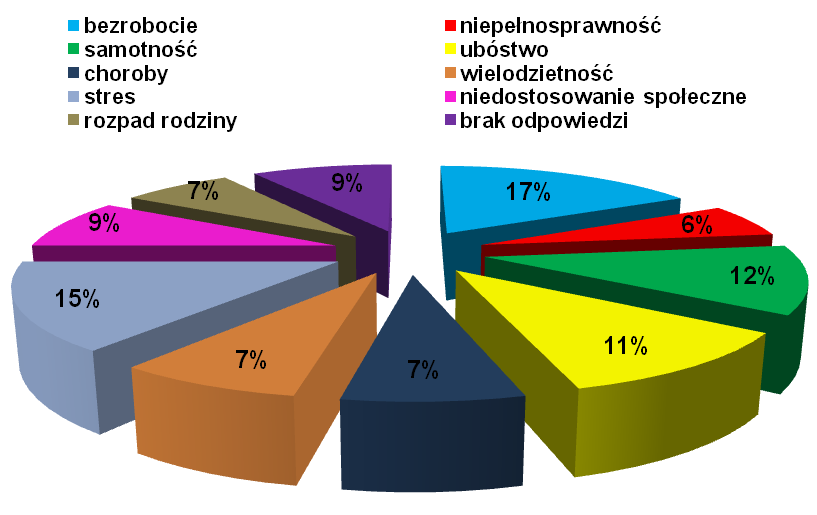 bezrobocie
niepełnosprawność
samotność
ubóstwo
choroby
wielodzietność
stres
niedostosowanie społeczne
rozpad rodziny
brak odpowiedzi
17%
6%
12%
11%
7%
7%
15%
9%
7%
9%